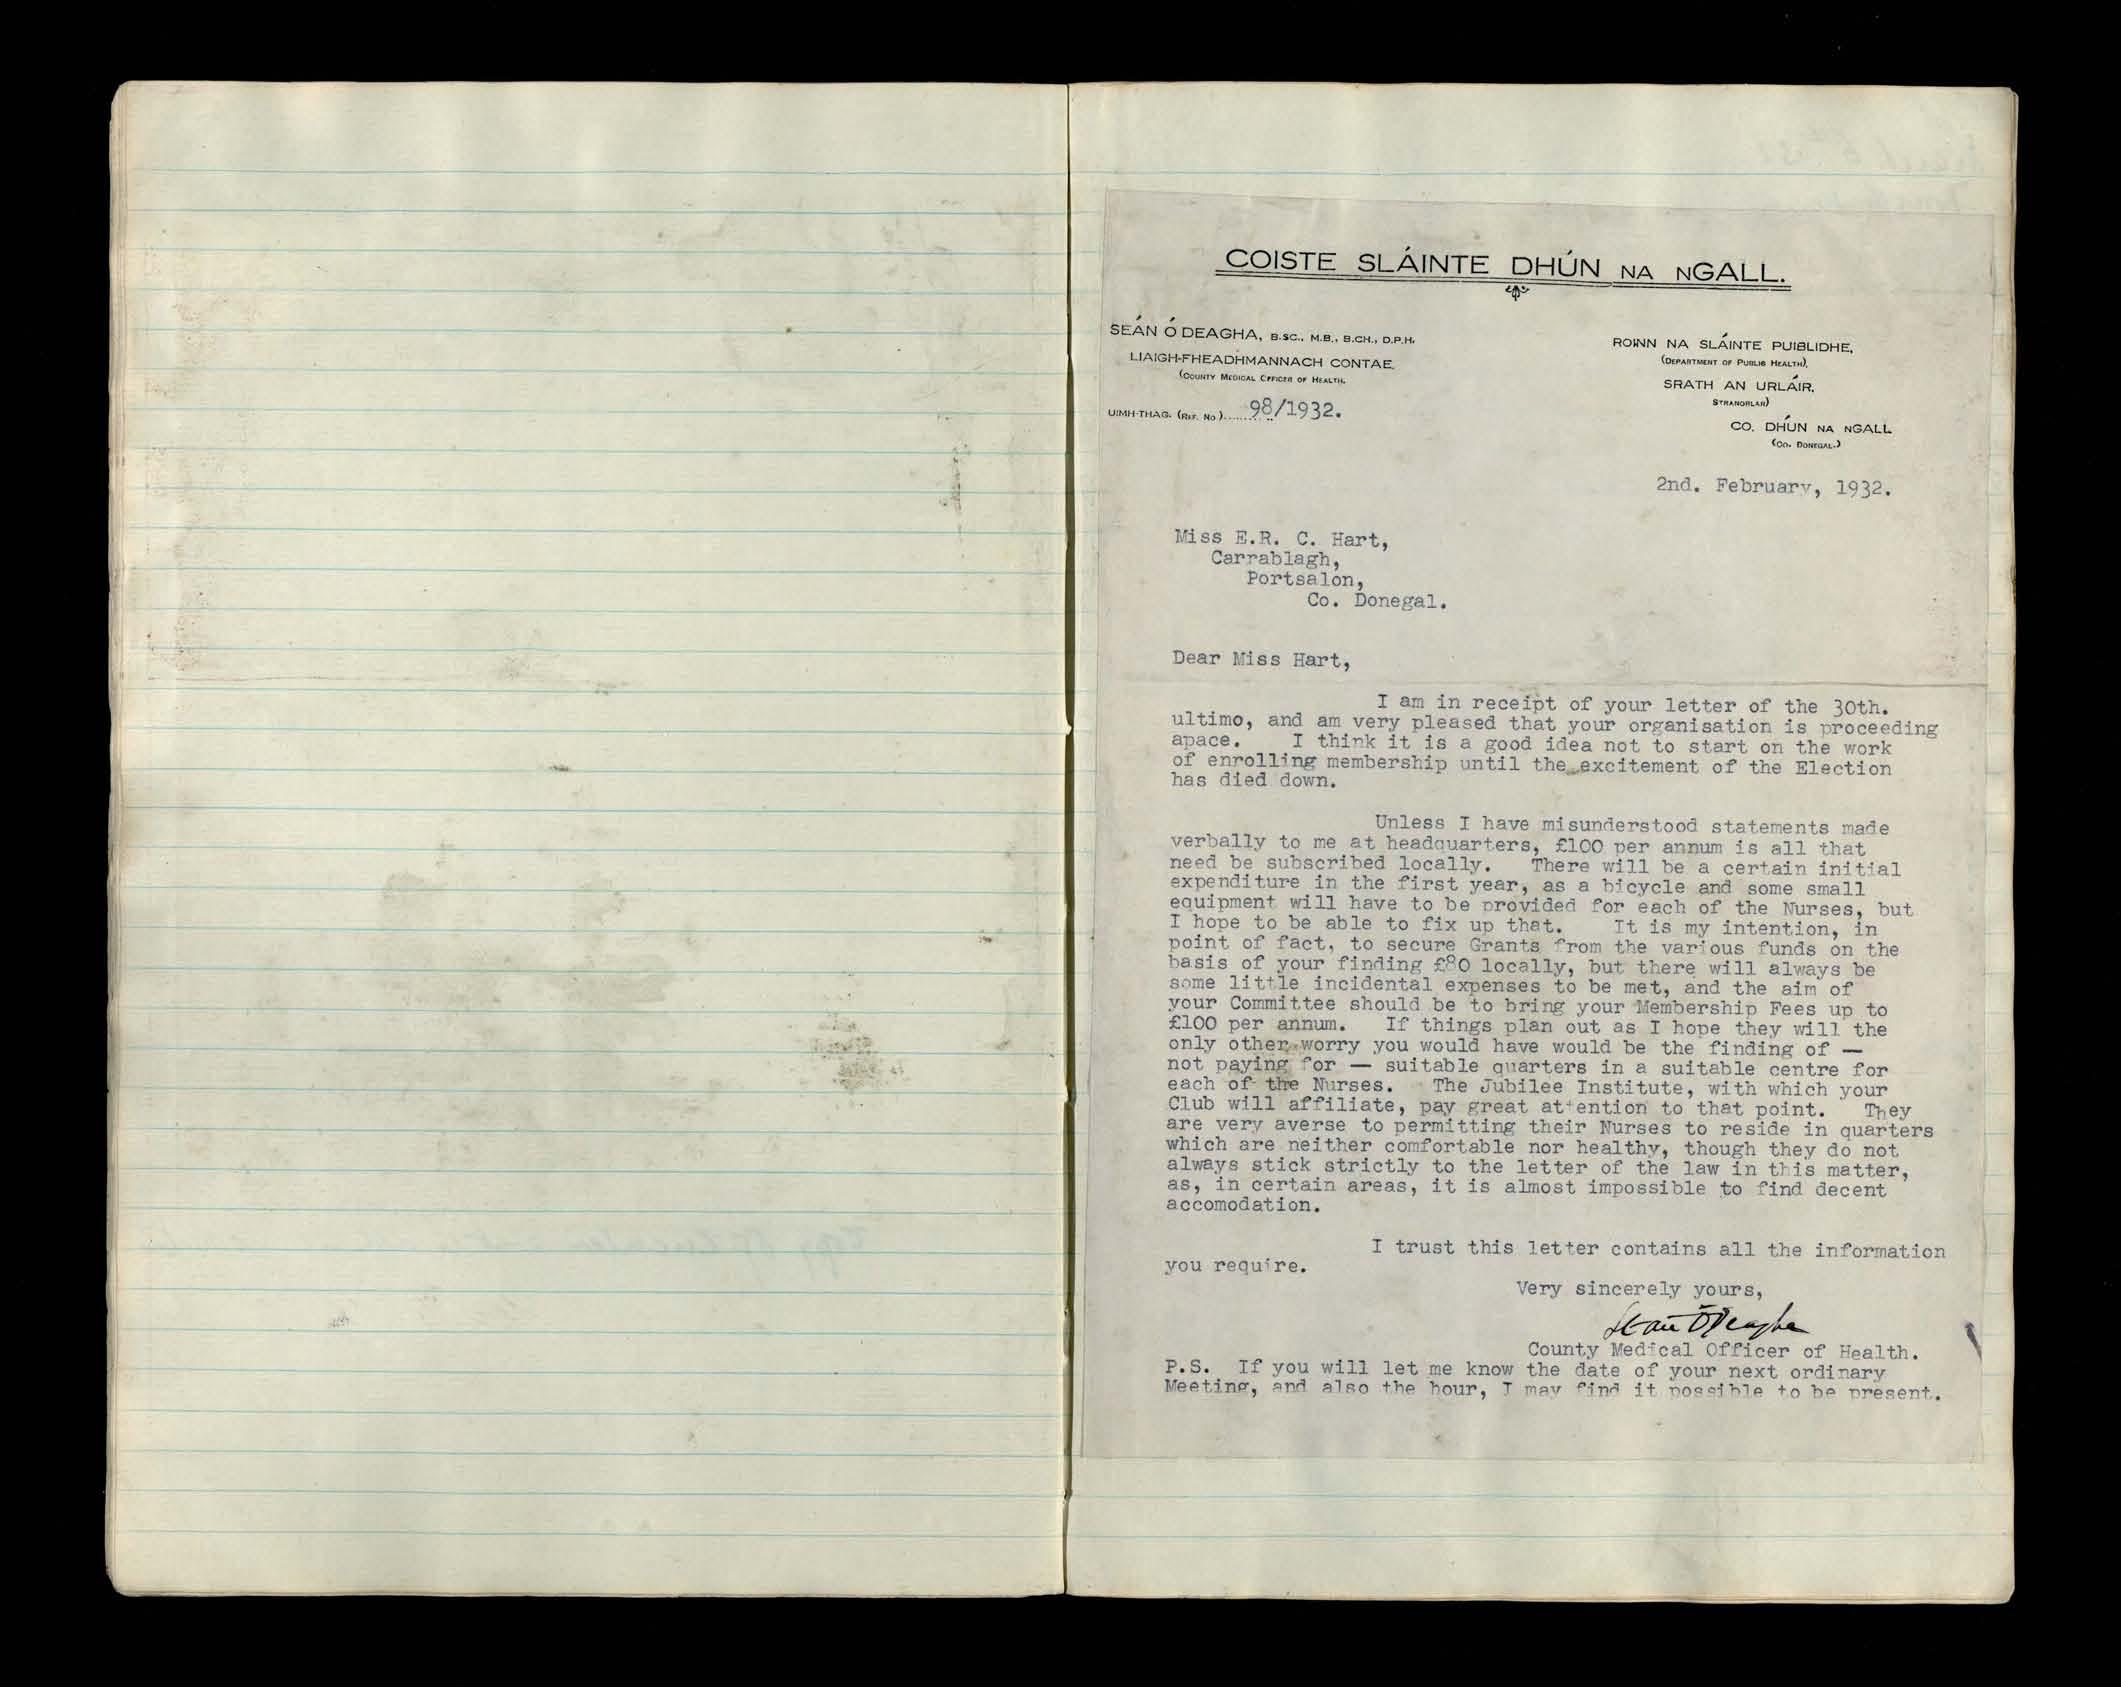 COISTE SLÁINTE DHÚN NA NGALL.
SEÁN Ó DEAGHA, B.SC., M.B., B.CH., D.P.H.
LIAIGH-FHEADHMANNACH CONTAE.
(COUNTY MEDICAL OFFICER OF HEALTH.
UIMH-THAG. (REF. NO.)......... 98/1932.
ROINN NA SLÁINTE PUIBLIDHE,
(DEPARTMENT OF PUBLIC HEALTH),
SRATH AN URLÁIR,
STRANORLAR)
CO. DHÚN NA NGALL
(CO. DONEGAL.)
2nd. February, 1932.
Miss E.R. C. Hart,
Carrablagh,
Portsalon,
Co. Donegal.
Dear Miss Hart,
I am in receipt of your letter of the 30th.
ultimo, and am very pleased that your organisation is proceeding
apace. I think it is a good idea not to start on the work
of enrolling membership until the excitement of the Election
has died down.
Unless I have misunderstood statements made
verbally to me at headquarters, £100 per annum is all that
need be subscribed locally. There will be a certain initial
expenditure in the first year, as a bicycle and some small
equipment will have to be provided for each of the Nurses, but
I hope to be able to fix up that. It is my intention, in
point of fact, to secure Grants from the various funds on the
basis of your finding £80 locally, but there will always be
some little incidental expenses to be met, and the aim of
your Committee should be to bring your Membership Fees up to
£100 per annum. If things plan out as I hope they will the
only other worry you would have would be the finding of —
not paying for — suitable quarters in a suitable centre for
each of the Nurses. The Jubilee Institute, with which your
Club will affiliate, pay great attention to that point. They
are very averse to permitting their Nurses to reside in quarters
which are neither comfortable nor healthy, though they do not
always stick strictly to the letter of the law in this matter,
as, in certain areas, it is almost impossible to find decent
accomodation.
I trust this letter contains all the information
you require.
Very sincerely yours,
Seán Ó Deagha
County Medical Officer of Health.
P.S. If you will let me know the date of your next ordinary
Meeting, and also the hour, I may find it possible to be present.